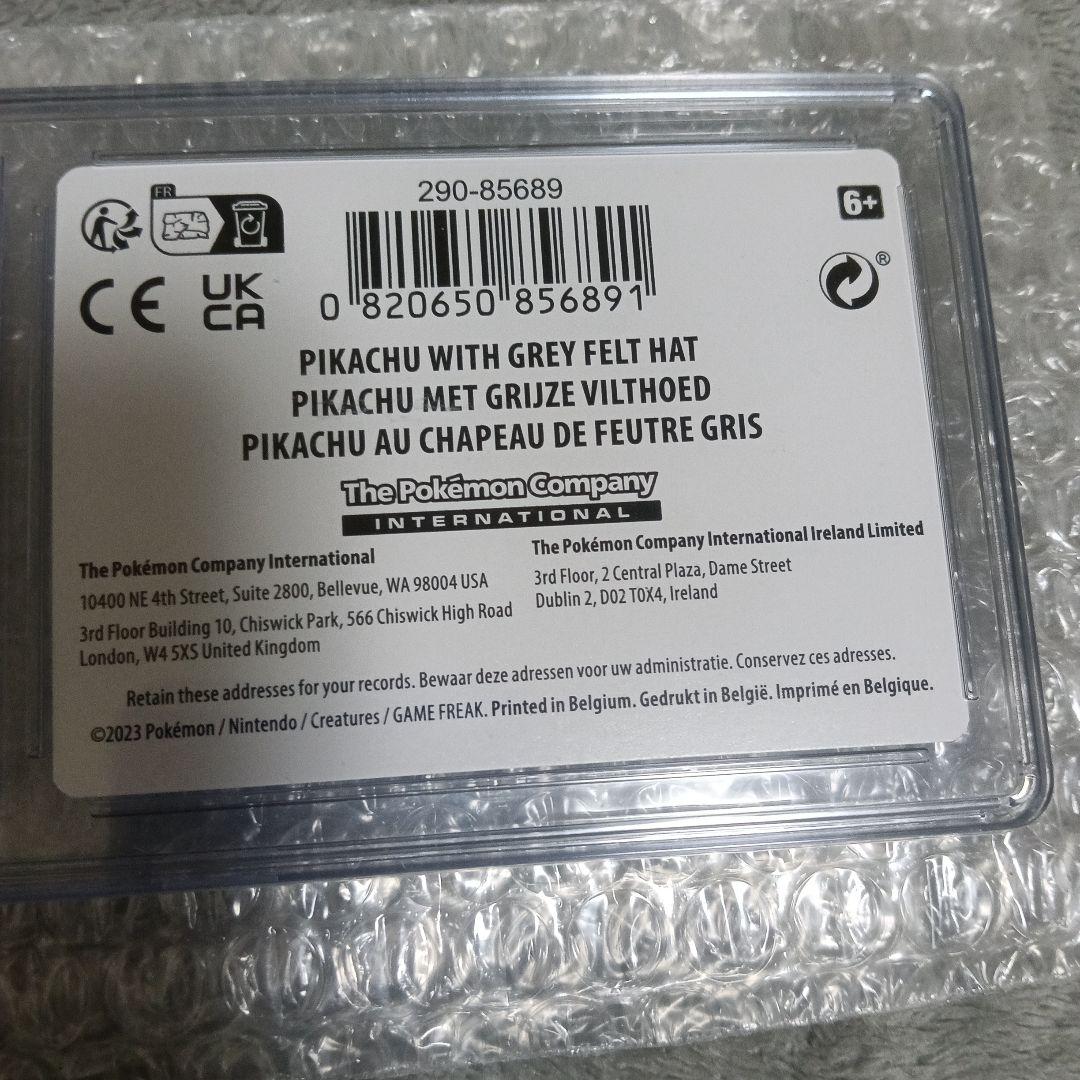 FR
290-85689
6+
CE
UK
CA
®
0 820650 856891
PIKACHU WITH GREY FELT HAT
PIKACHU MET GRIJZE VILTHOED
PIKACHU AU CHAPEAU DE FEUTRE GRIS
The Pokémon Company
INTERNATIONAL
The Pokémon Company International
10400 NE 4th Street, Suite 2800, Bellevue, WA 98004 USA
3rd Floor Building 10, Chiswick Park, 566 Chiswick High Road
London, W4 5XS United Kingdom
The Pokémon Company International Ireland Limited
3rd Floor, 2 Central Plaza, Dame Street
Dublin 2, D02 T0X4, Ireland
Retain these addresses for your records. Bewaar deze adressen voor uw administratie. Conservez ces adresses.
©2023 Pokémon / Nintendo / Creatures / GAME FREAK. Printed in Belgium. Gedrukt in België. Imprimé en Belgique.